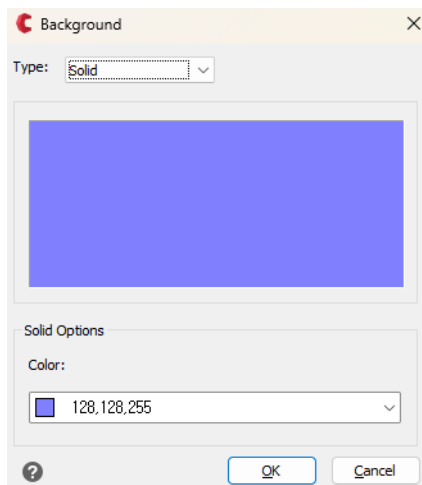 Background
Type: Solid
Solid Options
Color:
128,128,255
OK Cancel